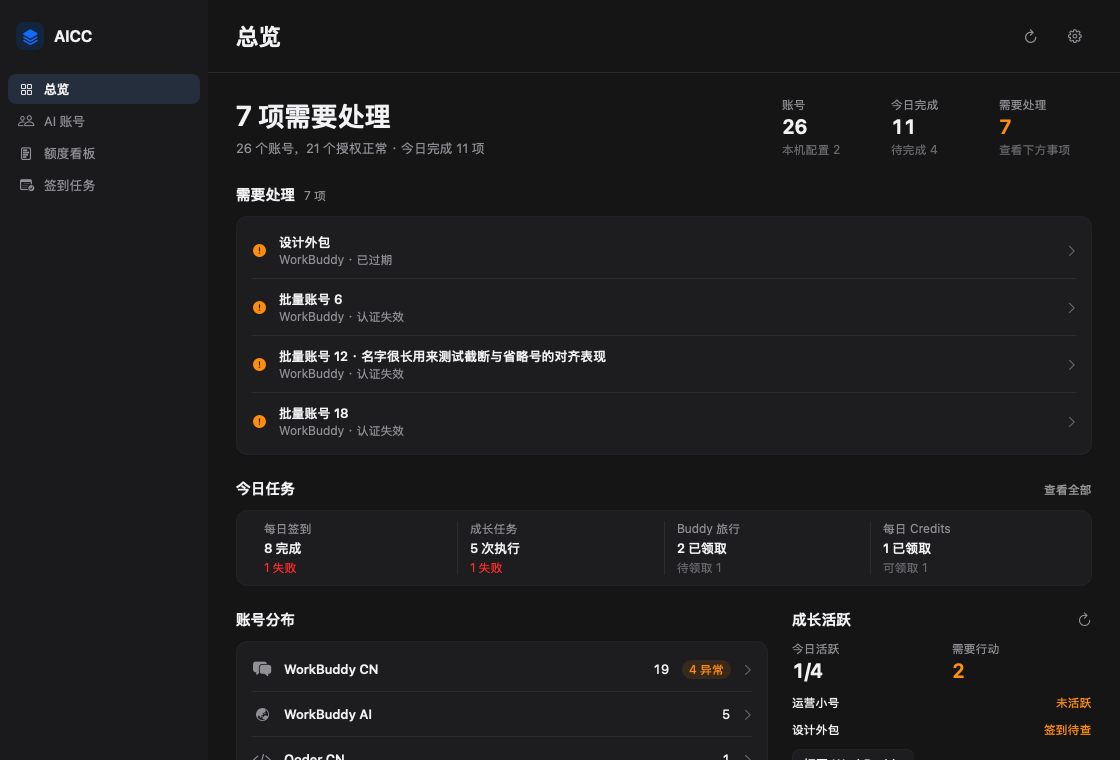 AICC
总览
AI 账号
额度看板
签到任务
总览
7 项需要处理
26 个账号，21 个授权正常 · 今日完成 11 项
账号
26
本机配置 2
今日完成
11
待完成 4
需要处理
7
查看下方事项
需要处理 7 项
设计外包
WorkBuddy · 已过期
批量账号 6
WorkBuddy · 认证失效
批量账号 12 · 名字很长用来测试截断与省略号的对齐表现
WorkBuddy · 认证失效
批量账号 18
WorkBuddy · 认证失效
今日任务
查看全部
每日签到
8 完成
1 失败
成长任务
5 次执行
1 失败
Buddy 旅行
2 已领取
待领取 1
每日 Credits
1 已领取
可领取 1
账号分布
WorkBuddy CN 19 4 异常
WorkBuddy AI 5
Qoder CN 1
成长活跃
今日活跃
1/4
需要行动
2
运营小号 未活跃
设计外包 签到待查